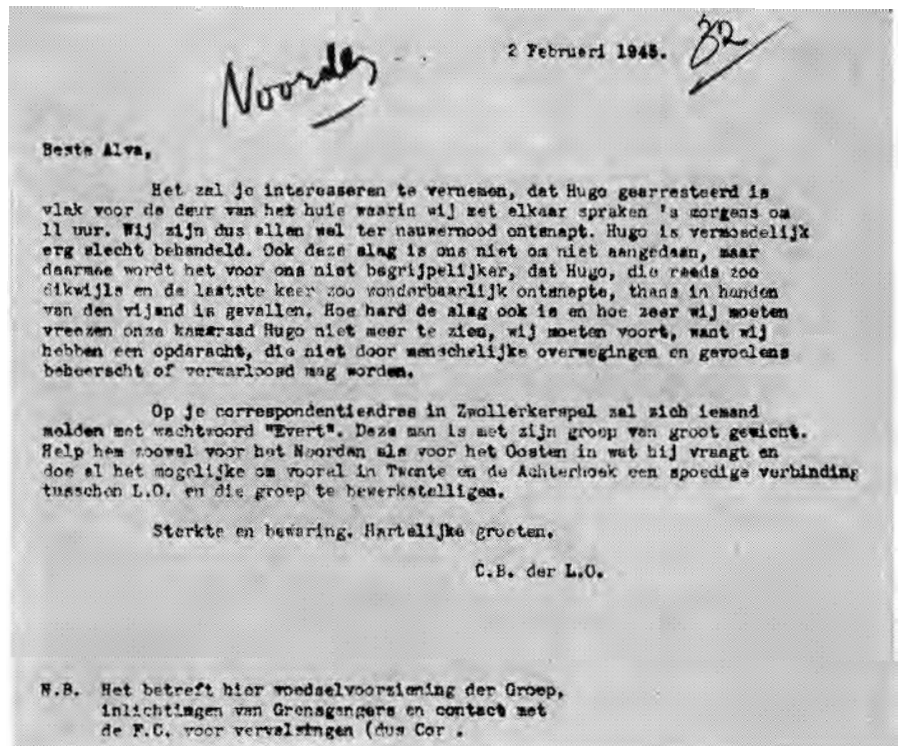 Noorden
2 Februari 1945.
32
Beste Alva,
Het zal je interesseren te vernemen, dat Hugo gearresteerd is
vlak voor de deur van het huis waarin wij met elkaar spraken 's morgens om
11 uur. Wij zijn dus allen wel ter nauwernood ontsnapt. Hugo is vermoedelijk
erg slecht behandeld. Ook deze slag is ons niet om niet aangedaan, maar
daarmee wordt het voor ons niet begrijpelijker, dat Hugo, die reeds zoo
dikwijls en de laatste keer zoo wonderbaarlijk ontsnapte, thans in handen
van den vijand is gevallen. Hoe hard de slag ook is en hoe zeer wij moeten
vreezen onze kameraad Hugo niet meer te zien, wij moeten voort, want wij
hebben een opdaracht, die niet door menschelijke overwegingen en gevoelens
beheerscht of verwarloosd mag worden.
Op je correspondentieadres in Zwollerkerspel zal zich iemand
melden met wachtwoord "Evert". Deze man is met zijn groep van groot gewicht.
Help hem zoowel voor het Noorden als voor het Oosten in wat hij vraagt en
doe al het mogelijke om vooral in Twente en de Achterhoek een spoedige verbinding
tusschen L.O. en die groep te bewerkstelligen.
Sterkte en bewaring. Hartelijke groeten.
C.B. der L.O.
N.B. Het betreft hier voedselvoorziening der Groep,
inlichtingen van Grensgangers en contact met
de F.C. voor vervalsingen (dus Cor .